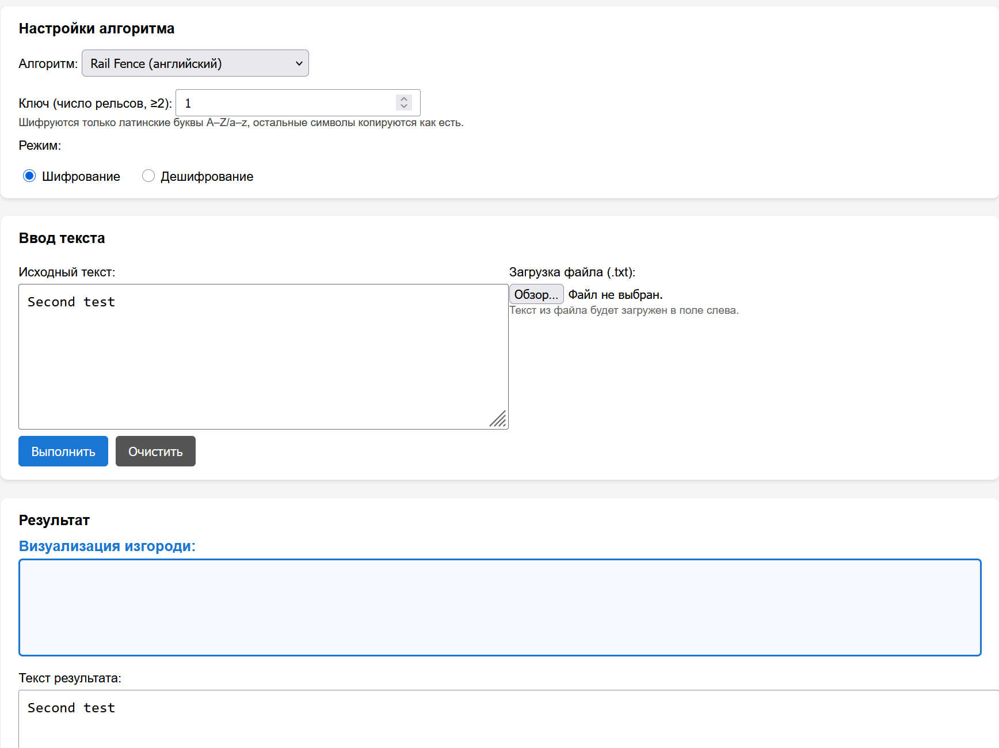 Настройки алгоритма
Алгоритм: Rail Fence (английский)
Ключ (число рельсов, ≥2): 1
Шифруются только латинские буквы A–Z/a–z, остальные символы копируются как есть.
Режим:
Шифрование Дешифрование
Ввод текста
Исходный текст:
Second test
Загрузка файла (.txt):
Обзор... Файл не выбран.
Текст из файла будет загружен в поле слева.
Выполнить Очистить
Результат
Визуализация изгороди:
Текст результата:
Second test